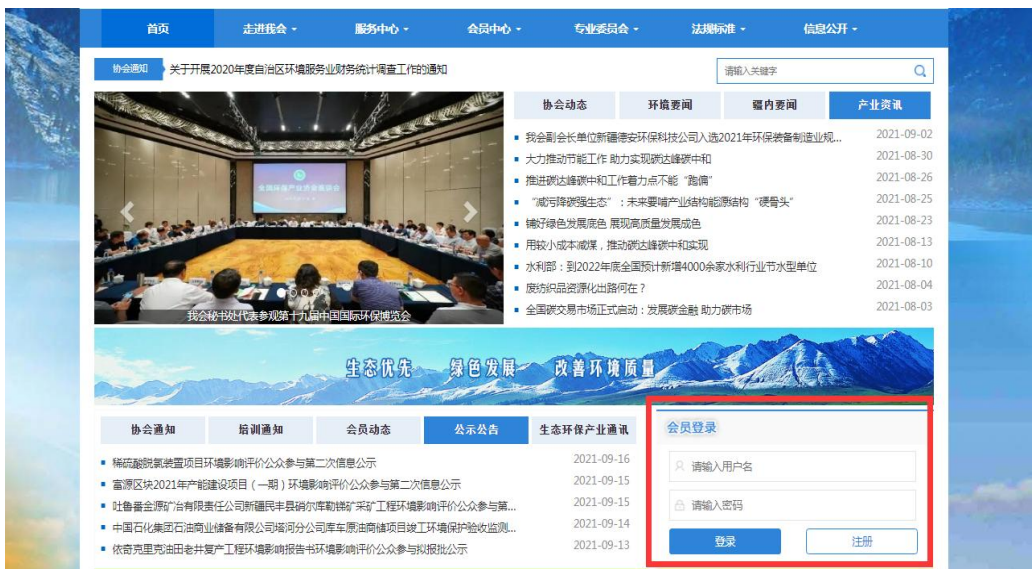 首页 走进我会 服务中心 会员中心 专业委员会 法规标准 信息公开
协会通知 关于开展2020年度自治区环境服务业财务统计调查工作的通知 请输入关键字
协会动态 环境要闻 疆内要闻 产业资讯
我会副会长单位新疆德安环保科技公司入选2021年环保装备制造业规... 2021-09-02
大力推动节能工作 助力实现碳达峰碳中和 2021-08-30
推进碳达峰碳中和工作着力点不能“跑偏” 2021-08-26
“减污降碳强生态”：未来要啃产业结构能源结构“硬骨头” 2021-08-25
铺好绿色发展底色 展现高质量发展成色 2021-08-23
用较小成本减煤，推动碳达峰碳中和实现 2021-08-13
水利部：到2022年底全国预计新增4000余家水利行业节水型单位 2021-08-10
废纺织品资源化出路何在？ 2021-08-04
全国碳交易市场正式启动：发展碳金融 助力碳市场 2021-08-03
我会秘书处代表参观第十九届中国国际环保博览会
生态优先 绿色发展 改善环境质量
协会通知 培训通知 会员动态 公示公告 生态环保产业通讯
稀硫酸脱氯装置项目环境影响评价公众参与第二次信息公示 2021-09-16
富源区块2021年产能建设项目（一期）环境影响评价公众参与第二次信息公示 2021-09-15
吐鲁番金源矿冶有限责任公司新疆民丰县硝尔库勒锑矿采矿工程环境影响评价公众参与第... 2021-09-15
中国石化集团石油商业储备有限公司塔河分公司库车原油商储项目竣工环境保护验收监测... 2021-09-14
依奇克里克油田老井复产工程环境影响报告书环境影响评价公众参与拟报批公示 2021-09-13
会员登录
请输入用户名
请输入密码
登录 注册